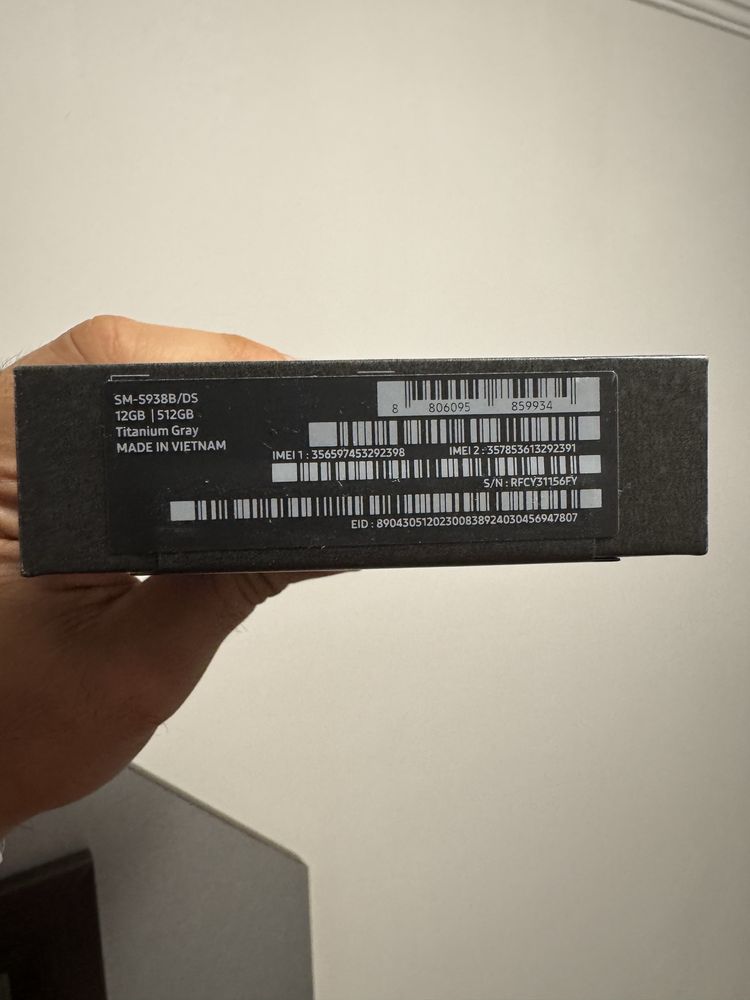 SM-S938B/DS
12GB | 512GB
Titanium Gray
MADE IN VIETNAM
8 806095 859934
IMEI 1 : 356597453292398
IMEI 2 : 357853613292391
S/N : RFCY31156FY
EID : 89043051202300838924030456947807